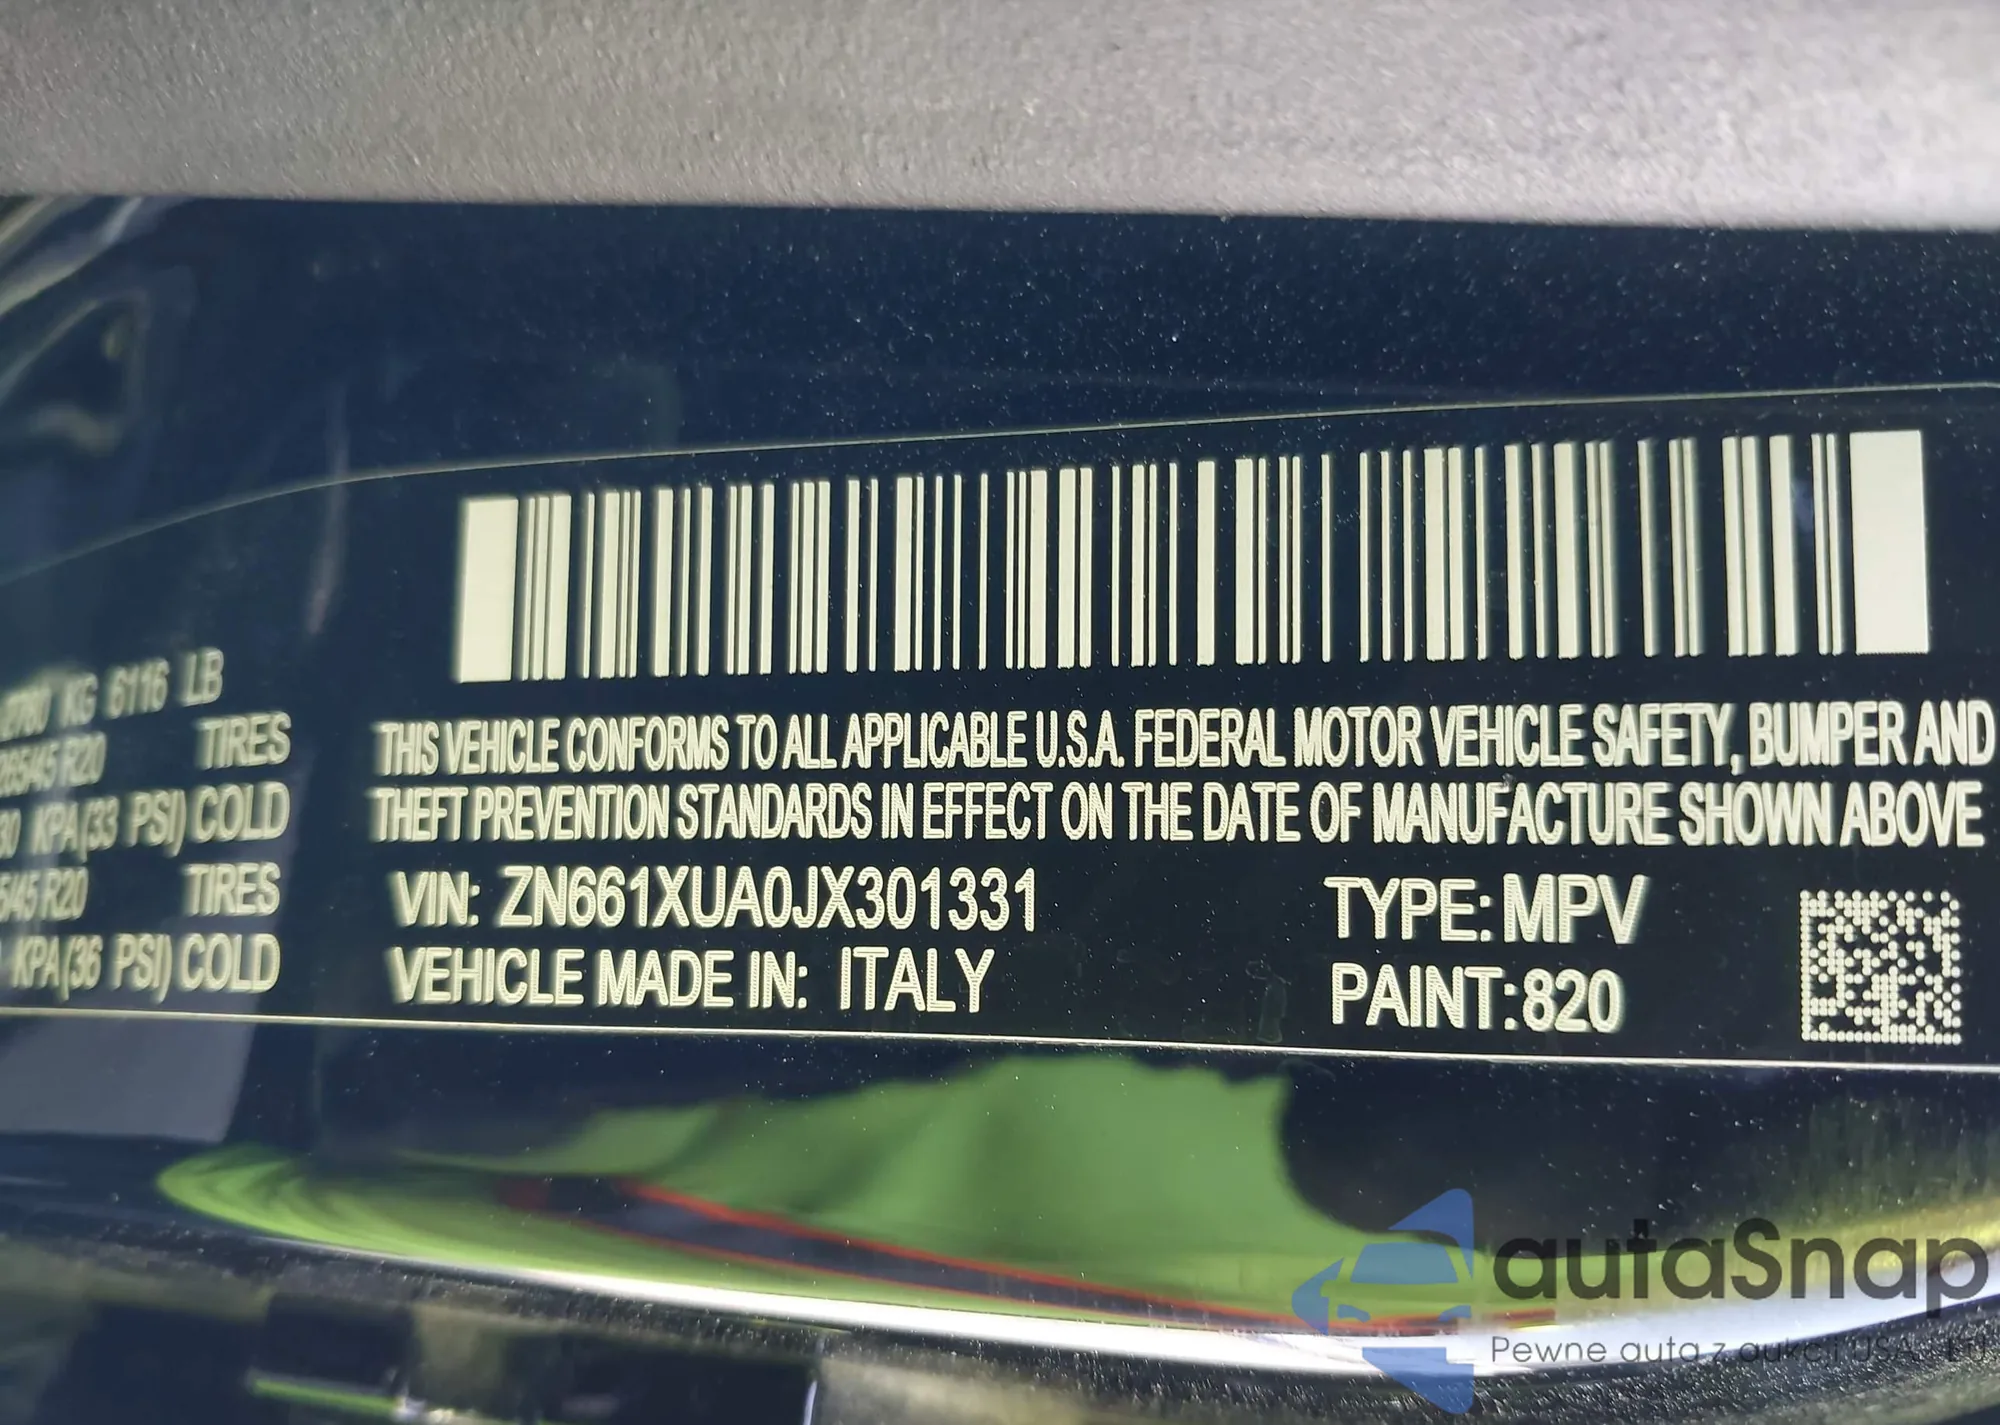 KG 6116 LB
TIRES
KPA(33 PSI) COLD
TIRES
KPA(36 PSI) COLD
THIS VEHICLE CONFORMS TO ALL APPLICABLE U.S.A. FEDERAL MOTOR VEHICLE SAFETY, BUMPER AND
THEFT PREVENTION STANDARDS IN EFFECT ON THE DATE OF MANUFACTURE SHOWN ABOVE
VIN: ZN661XUA0JX301331
TYPE: MPV
VEHICLE MADE IN: ITALY
PAINT:820
autaSnap
Pewne auta z aukcji USA